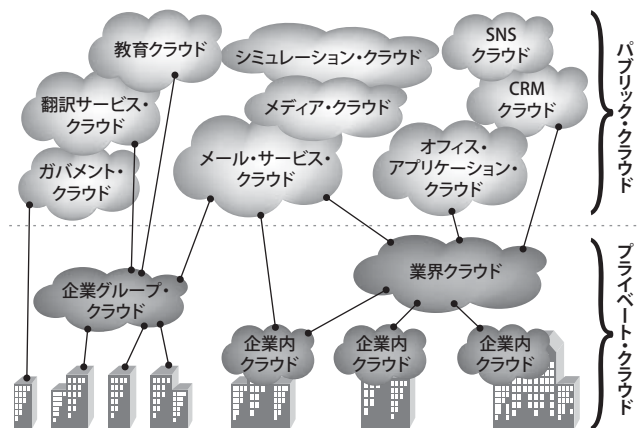 教育クラウド
シミュレーション・クラウド
SNS
クラウド
CRM
クラウド
翻訳サービス・
クラウド
メディア・クラウド
ガバメント・
クラウド
メール・サービス・
クラウド
オフィス・
アプリケーション・
クラウド
パブリック・クラウド
企業グループ・
クラウド
業界クラウド
企業内
クラウド
企業内
クラウド
企業内
クラウド
プライベート・クラウド